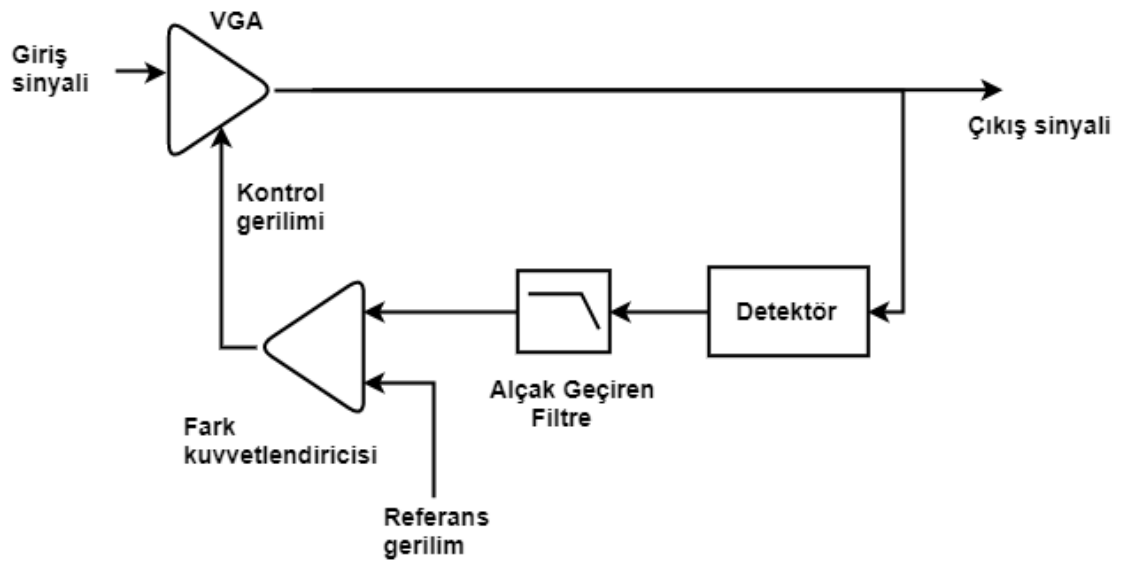 VGA
Giriş
sinyali
Çıkış sinyali
Kontrol
gerilimi
Detektör
Alçak Geçiren
Filtre
Fark
kuvvetlendiricisi
Referans
gerilim